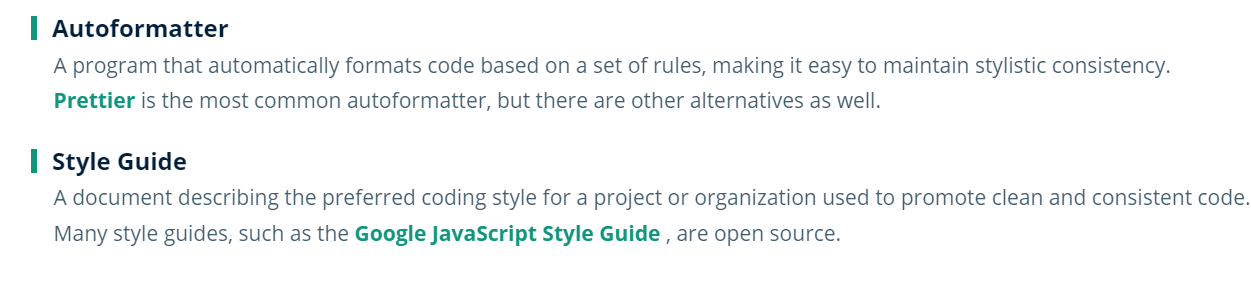 Autoformatter
A program that automatically formats code based on a set of rules, making it easy to maintain stylistic consistency.
Prettier is the most common autoformatter, but there are other alternatives as well.
Style Guide
A document describing the preferred coding style for a project or organization used to promote clean and consistent code.
Many style guides, such as the Google JavaScript Style Guide , are open source.